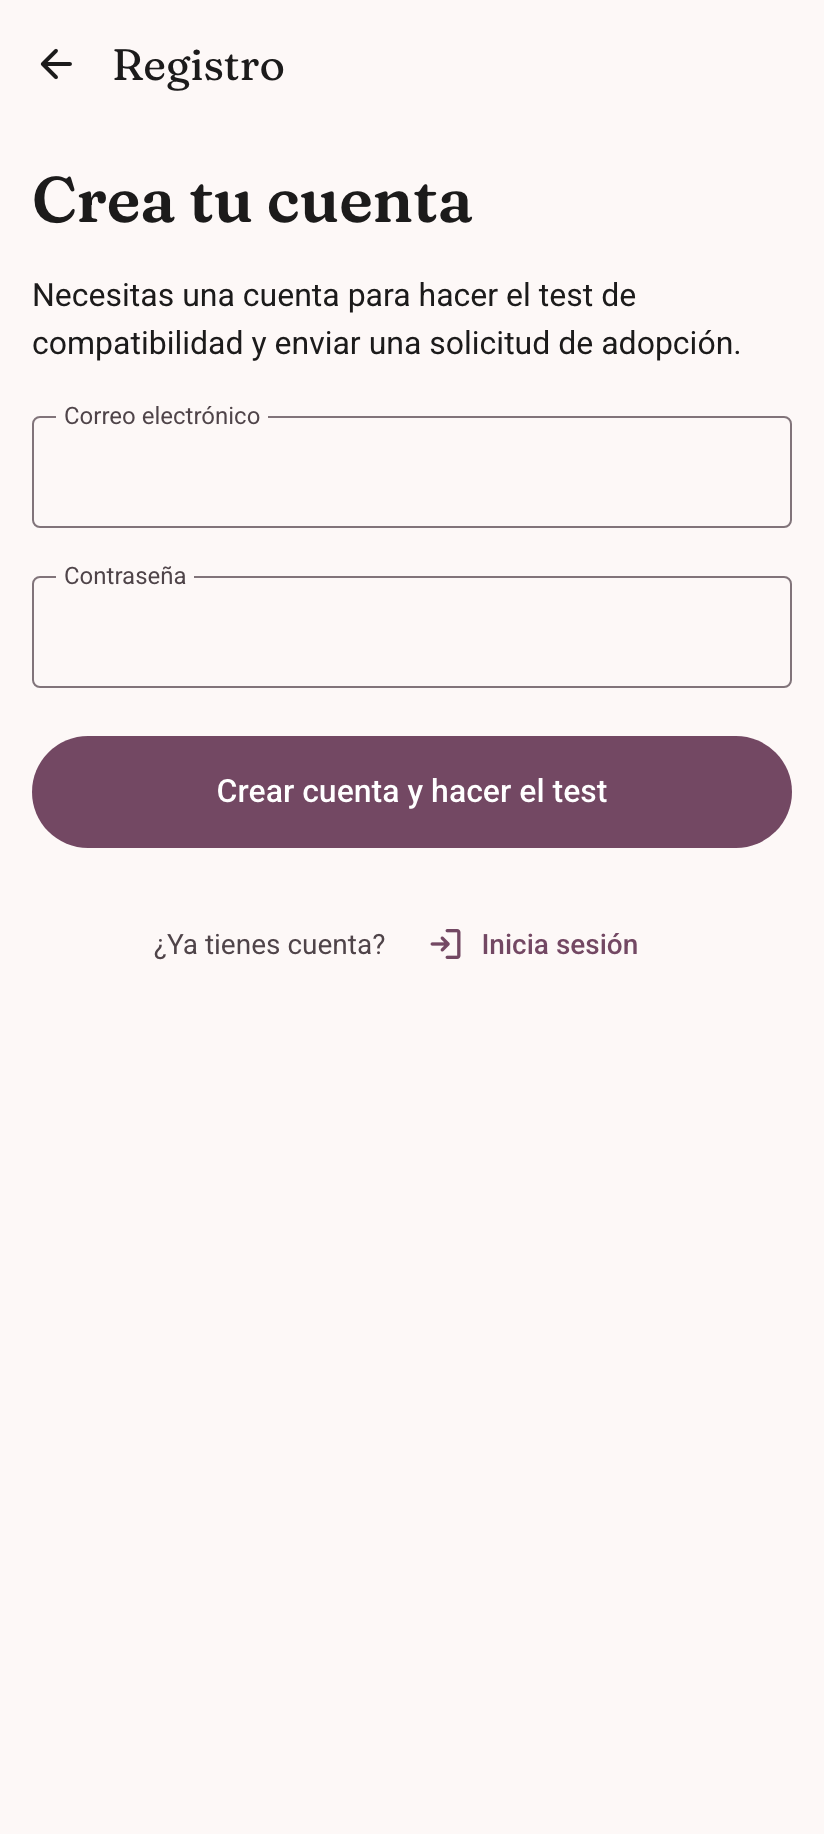 Registro
Crea tu cuenta
Necesitas una cuenta para hacer el test de
compatibilidad y enviar una solicitud de adopción.
Correo electrónico
Contraseña
Crear cuenta y hacer el test
¿Ya tienes cuenta? Inicia sesión